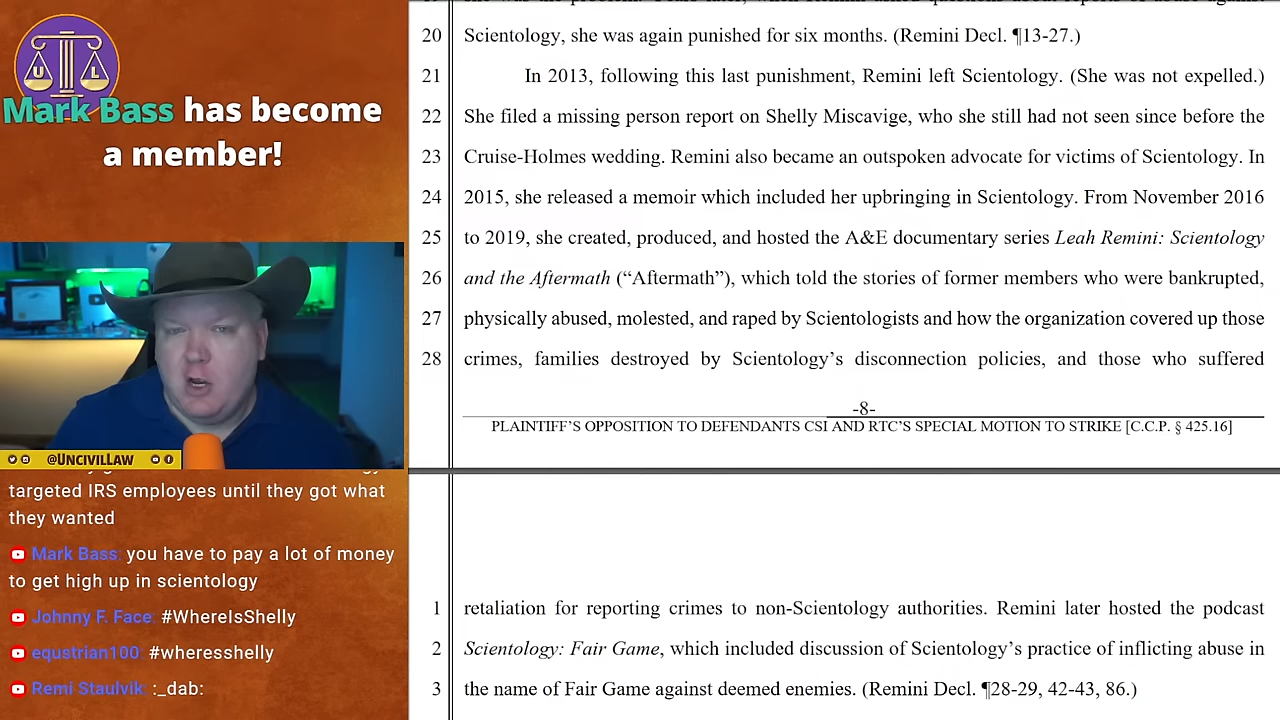 U L
Mark Bass has become
a member!
@UNCIVILLAW
targeted IRS employees until they got what
they wanted
Mark Bass: you have to pay a lot of money
to get high up in scientology
Johnny F. Face: #WhereIsShelly
equstrian100: #wheresshelly
Remi Staulvik: :_dab:
20 Scientology, she was again punished for six months. (Remini Decl. ¶13-27.)
21 In 2013, following this last punishment, Remini left Scientology. (She was not expelled.)
22 She filed a missing person report on Shelly Miscavige, who she still had not seen since before the
23 Cruise-Holmes wedding. Remini also became an outspoken advocate for victims of Scientology. In
24 2015, she released a memoir which included her upbringing in Scientology. From November 2016
25 to 2019, she created, produced, and hosted the A&E documentary series Leah Remini: Scientology
26 and the Aftermath (“Aftermath”), which told the stories of former members who were bankrupted,
27 physically abused, molested, and raped by Scientologists and how the organization covered up those
28 crimes, families destroyed by Scientology’s disconnection policies, and those who suffered
-8-
PLAINTIFF’S OPPOSITION TO DEFENDANTS CSI AND RTC’S SPECIAL MOTION TO STRIKE [C.C.P. § 425.16]
1 retaliation for reporting crimes to non-Scientology authorities. Remini later hosted the podcast
2 Scientology: Fair Game, which included discussion of Scientology’s practice of inflicting abuse in
3 the name of Fair Game against deemed enemies. (Remini Decl. ¶28-29, 42-43, 86.)